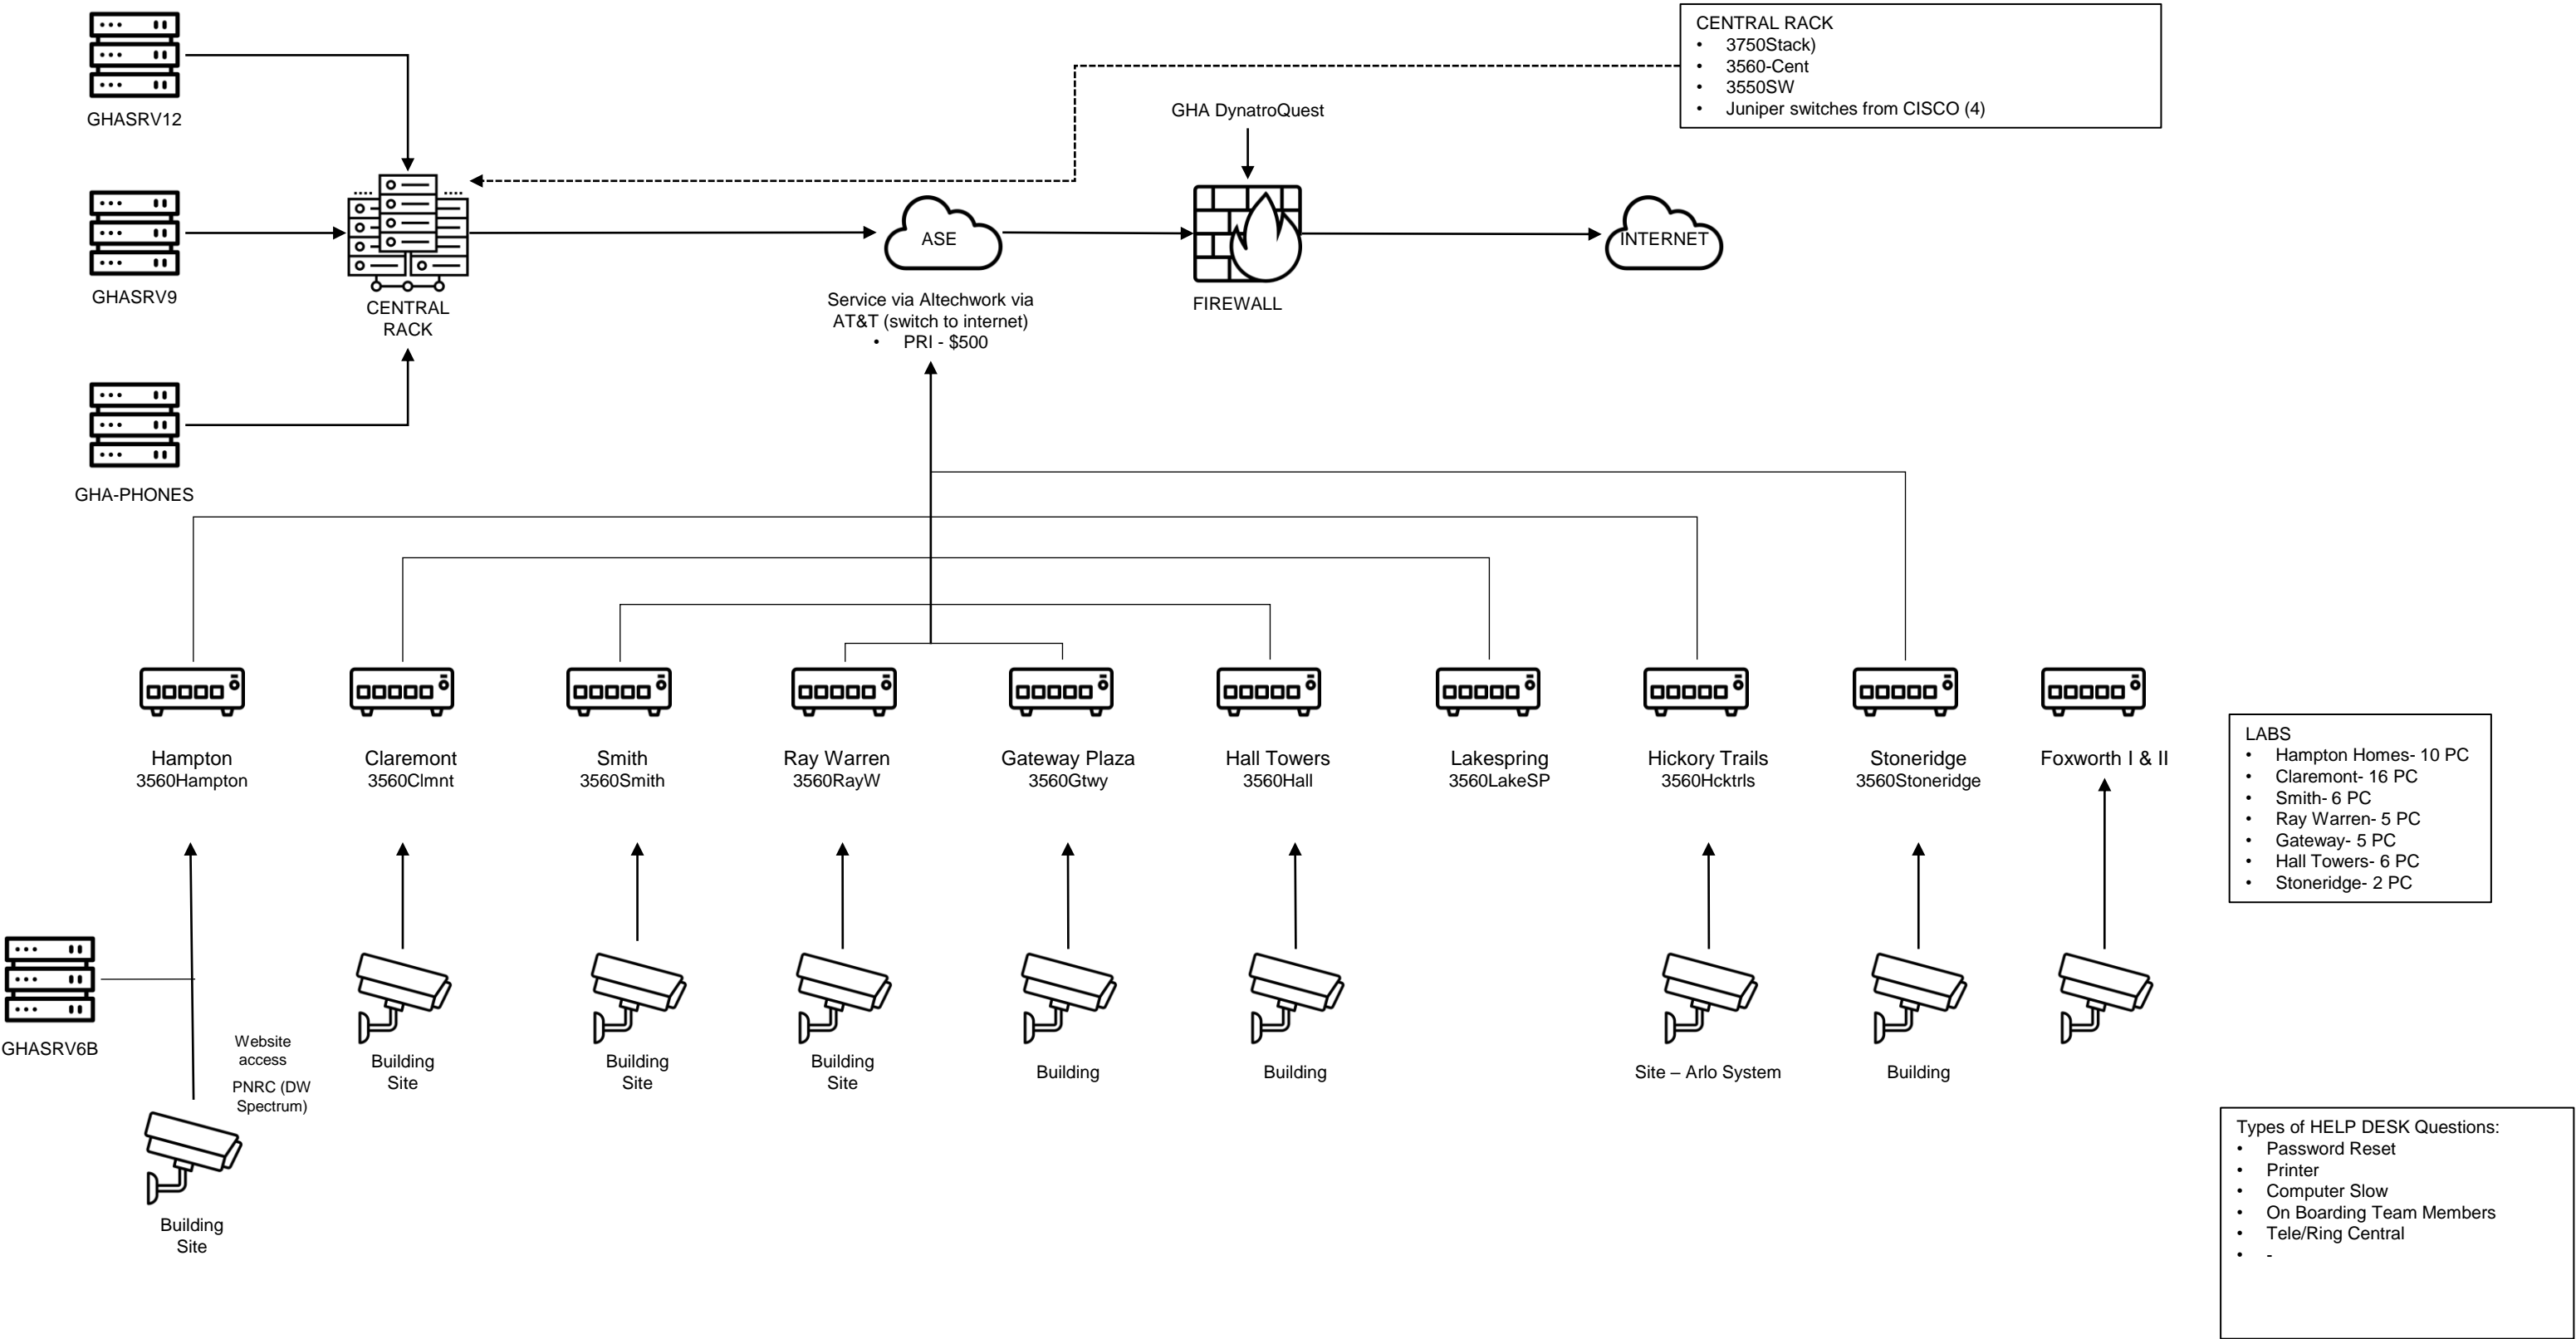 CENTRAL RACK
• 3750Stack)
• 3560-Cent
• 3550SW
• Juniper switches from CISCO (4)
GHASRV12
GHA DynatroQuest
ASE
INTERNET
GHASRV9
CENTRAL
RACK
Service via Altechwork via
AT&T (switch to internet)
• PRI - $500
FIREWALL
GHA-PHONES
Hampton
3560Hampton
Claremont
3560Clmnt
Smith
3560Smith
Ray Warren
3560RayW
Gateway Plaza
3560Gtwy
Hall Towers
3560Hall
Lakespring
3560LakeSP
Hickory Trails
3560Hcktrls
Stoneridge
3560Stoneridge
Foxworth I & II
LABS
• Hampton Homes- 10 PC
• Claremont- 16 PC
• Smith- 6 PC
• Ray Warren- 5 PC
• Gateway- 5 PC
• Hall Towers- 6 PC
• Stoneridge- 2 PC
GHASRV6B
Website
access
PNRC (DW
Spectrum)
Building
Site
Building
Site
Building
Site
Building
Site
Building
Building
Site – Arlo System
Building
Types of HELP DESK Questions:
• Password Reset
• Printer
• Computer Slow
• On Boarding Team Members
• Tele/Ring Central
• -